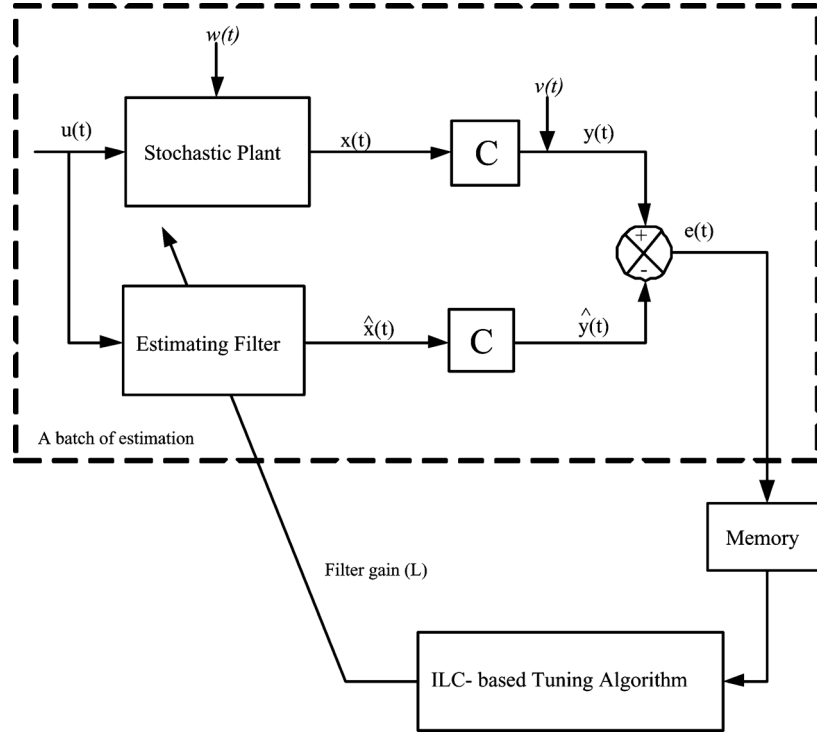 w(t)
v(t)
u(t)
Stochastic Plant
x(t)
C
y(t)
+
-
e(t)
Estimating Filter
x̂(t)
C
ŷ(t)
A batch of estimation
Memory
Filter gain (L)
ILC- based Tuning Algorithm